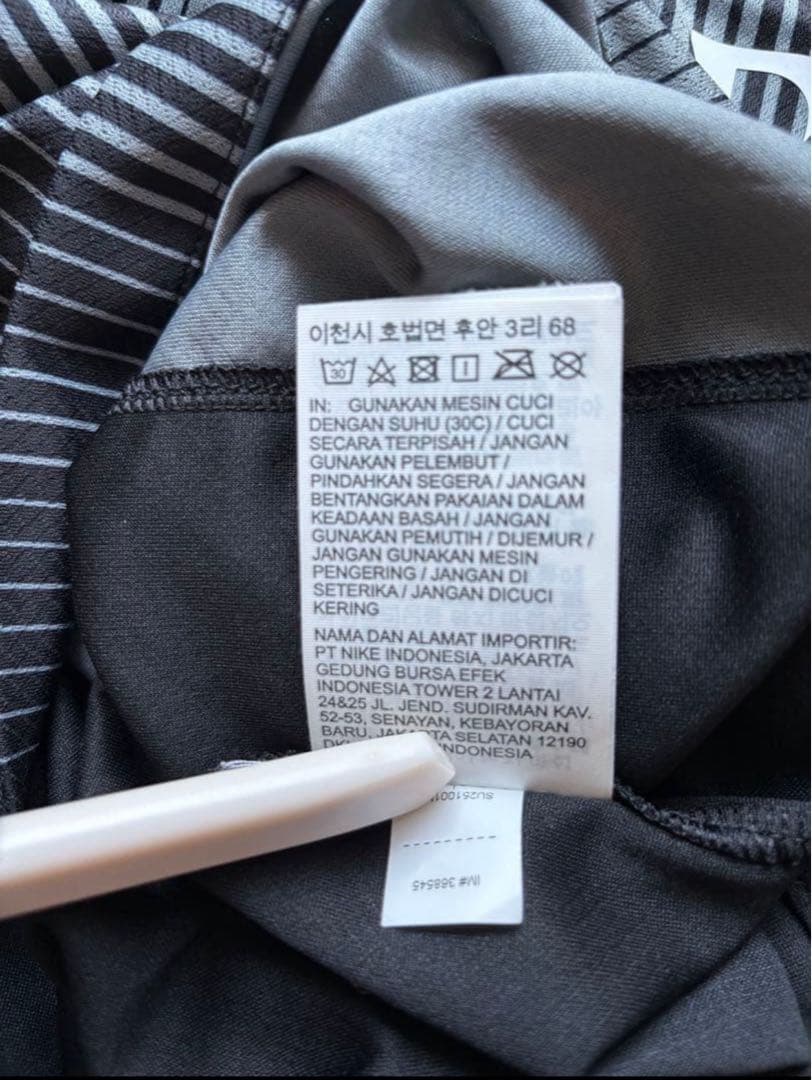 이천시 호법면 후안 3리 68
30
IN: GUNAKAN MESIN CUCI
DENGAN SUHU (30C) / CUCI
SECARA TERPISAH / JANGAN
GUNAKAN PELEMBUT /
PINDAHKAN SEGERA / JANGAN
BENTANGKAN PAKAIAN DALAM
KEADAAN BASAH / JANGAN
GUNAKAN PEMUTIH / DIJEMUR /
JANGAN GUNAKAN MESIN
PENGERING / JANGAN DI
SETERIKA / JANGAN DICUCI
KERING
NAMA DAN ALAMAT IMPORTIR:
PT NIKE INDONESIA, JAKARTA
GEDUNG BURSA EFEK
INDONESIA TOWER 2 LANTAI
24&25 JL. JEND. SUDIRMAN KAV.
52-53, SENAYAN, KEBAYORAN
BARU, JAKARTA SELATAN 12190
INDONESIA
IM# 368545